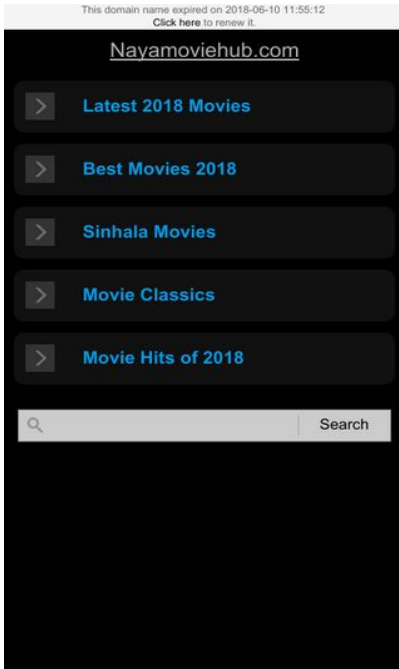 This domain name expired on 2018-06-10 11:55:12
Click here to renew it.
Nayamoviehub.com
Latest 2018 Movies
Best Movies 2018
Sinhala Movies
Movie Classics
Movie Hits of 2018
Search